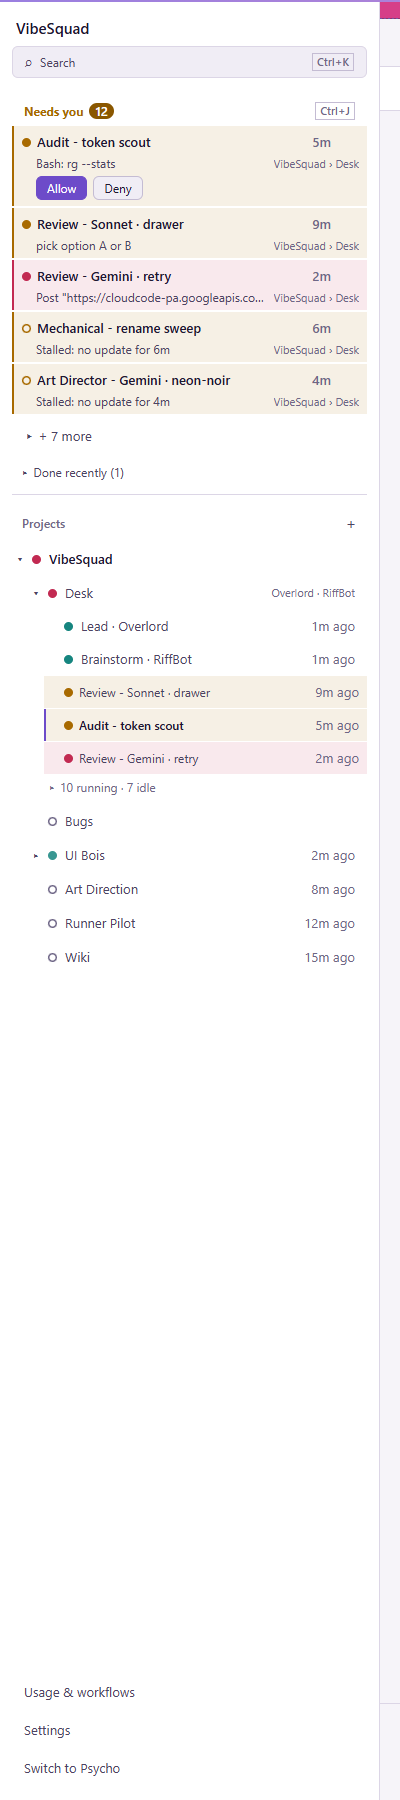 VibeSquad
Search Ctrl+K
Needs you 12 Ctrl+J
Audit - token scout 5m
Bash: rg --stats VibeSquad › Desk
Allow Deny
Review - Sonnet · drawer 9m
pick option A or B VibeSquad › Desk
Review - Gemini · retry 2m
Post "https://cloudcode-pa.googleapis.co... VibeSquad › Desk
Mechanical - rename sweep 6m
Stalled: no update for 6m VibeSquad › Desk
Art Director - Gemini · neon-noir 4m
Stalled: no update for 4m VibeSquad › Desk
+ 7 more
Done recently (1)
Projects +
VibeSquad
Desk Overlord · RiffBot
Lead · Overlord 1m ago
Brainstorm · RiffBot 1m ago
Review - Sonnet · drawer 9m ago
Audit - token scout 5m ago
Review - Gemini · retry 2m ago
10 running · 7 idle
Bugs
UI Bois 2m ago
Art Direction 8m ago
Runner Pilot 12m ago
Wiki 15m ago
Usage & workflows
Settings
Switch to Psycho